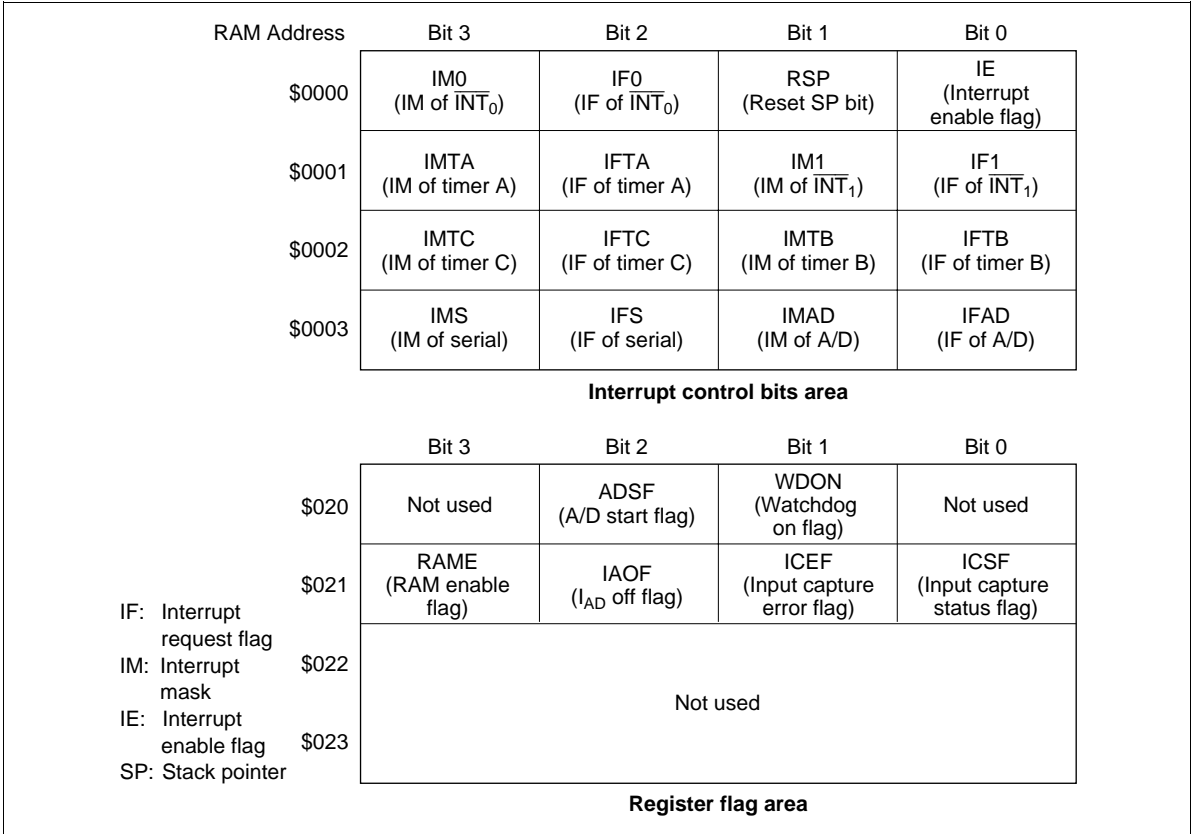 RAM Address Bit 3 Bit 2 Bit 1 Bit 0
$0000
IM0
(IM of I̅N̅T̅₀)
IF0
(IF of I̅N̅T̅₀)
RSP
(Reset SP bit)
IE
(Interrupt
enable flag)
$0001
IMTA
(IM of timer A)
IFTA
(IF of timer A)
IM1
(IM of I̅N̅T̅₁)
IF1
(IF of I̅N̅T̅₁)
$0002
IMTC
(IM of timer C)
IFTC
(IF of timer C)
IMTB
(IM of timer B)
IFTB
(IF of timer B)
$0003
IMS
(IM of serial)
IFS
(IF of serial)
IMAD
(IM of A/D)
IFAD
(IF of A/D)
Interrupt control bits area
Bit 3 Bit 2 Bit 1 Bit 0
$020
Not used
ADSF
(A/D start flag)
WDON
(Watchdog
on flag)
Not used
$021
RAME
(RAM enable
flag)
IAOF
(I_AD off flag)
ICEF
(Input capture
error flag)
ICSF
(Input capture
status flag)
$022
Not used
$023
Register flag area
IF: Interrupt
request flag
IM: Interrupt
mask
IE: Interrupt
enable flag
SP: Stack pointer